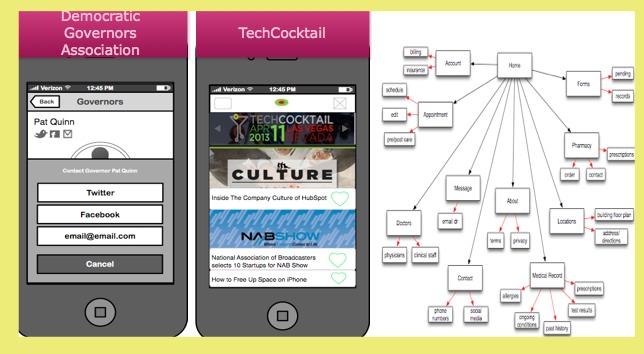 Democratic
Governors
Association
Verizon 12:45 PM
Back
Governors
Pat Quinn
Contact Governor Pat Quinn
Twitter
Facebook
email@email.com
Cancel
TechCocktail
Verizon 12:45 PM
TECHCOCKTAIL
APR 11 LAS VEGAS
2013 NEVADA
CULTURE
Inside The Company Culture of HubSpot
NABSHOW
National Association of Broadcasters
selects 10 Startups for NAB Show
How to Free Up Space on iPhone
Home
Account
billing
insurance
Appointment
schedule
edit
pre/post care
Doctors
physicians
clinical staff
Message
email dr
Contact
phone
numbers
social
media
About
terms
privacy
Medical Record
allergies
ongoing
conditions
past history
test results
prescriptions
Locations
building floor plan
address/
directions
Pharmacy
order
contact
prescriptions
Forms
pending
records